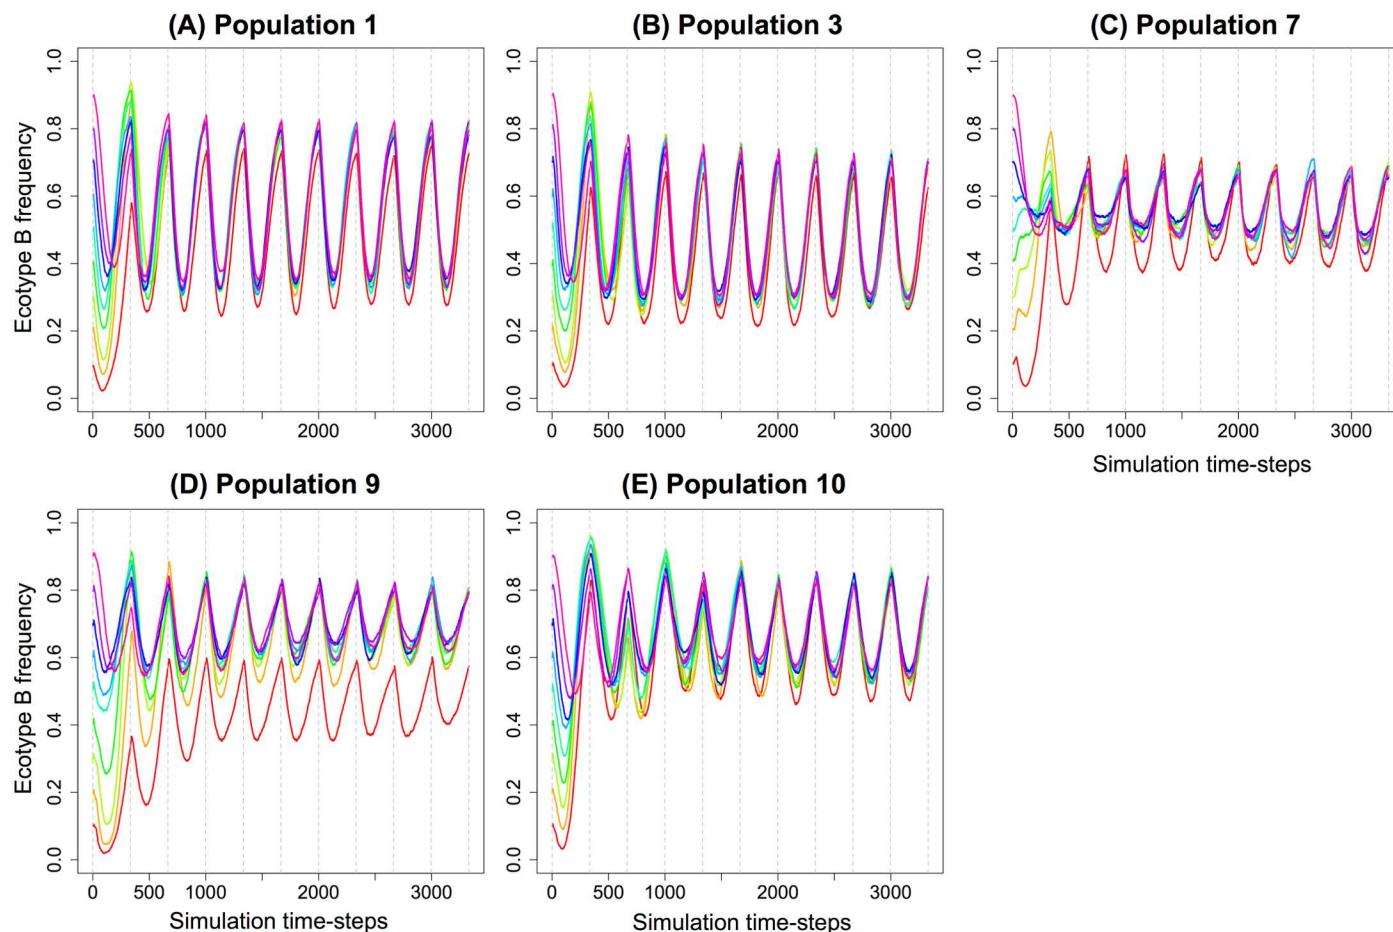 (A) Population 1
(B) Population 3
(C) Population 7
Ecotype B frequency
1.0
0.8
0.6
0.4
0.2
0.0
0 500 1000 2000 3000
1.0
0.8
0.6
0.4
0.2
0.0
0 500 1000 2000 3000
1.0
0.8
0.6
0.4
0.2
0.0
0 500 1000 2000 3000
Simulation time-steps
(D) Population 9
(E) Population 10
Ecotype B frequency
1.0
0.8
0.6
0.4
0.2
0.0
0 500 1000 2000 3000
Simulation time-steps
1.0
0.8
0.6
0.4
0.2
0.0
0 500 1000 2000 3000
Simulation time-steps